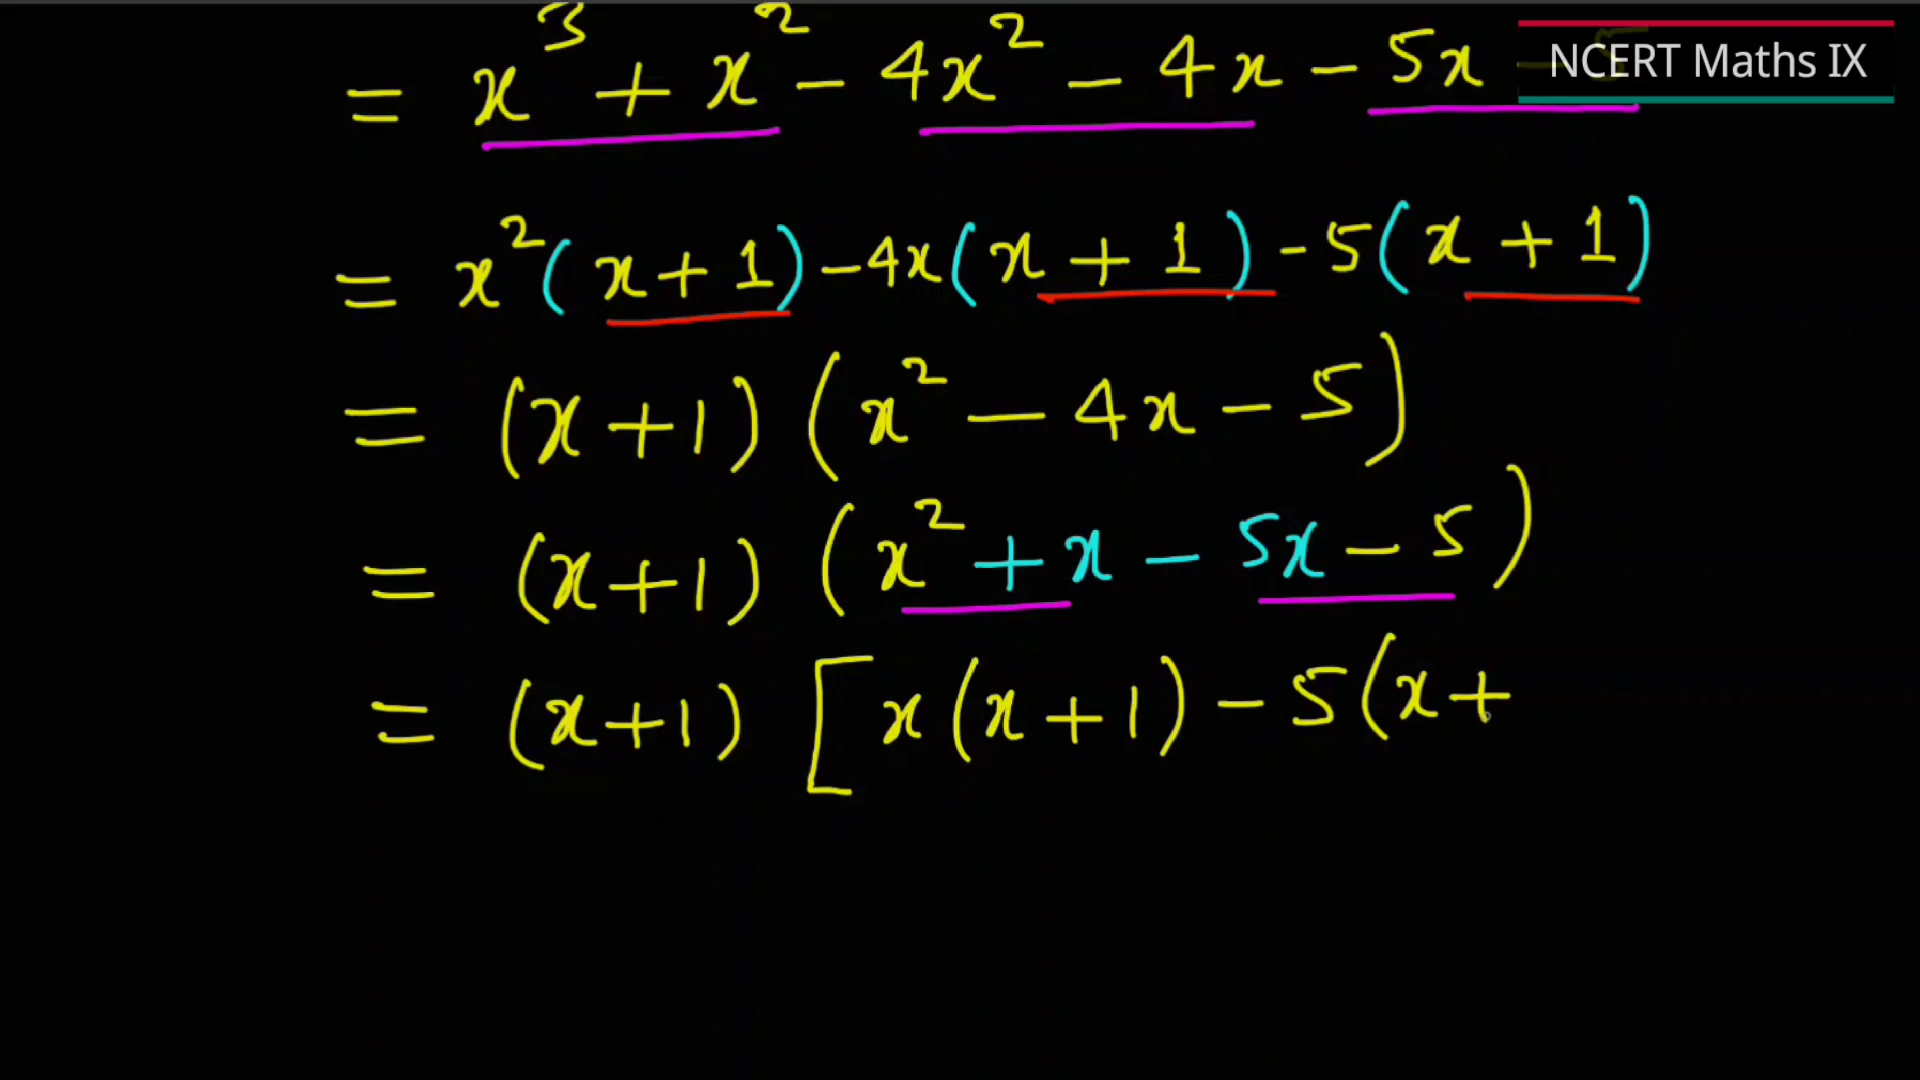 = x³ + x² - 4x² - 4x - 5x - 5
NCERT Maths IX
= x²(x+1) - 4x(x+1) - 5(x+1)
= (x+1) (x² - 4x - 5)
= (x+1) (x² + x - 5x - 5)
= (x+1) [x(x+1) - 5(x+